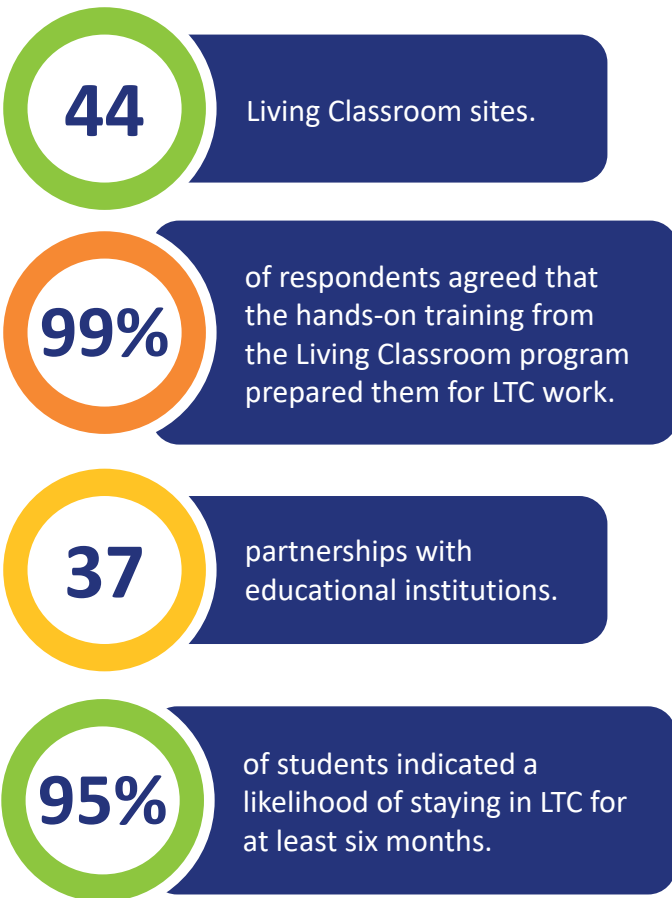 44
Living Classroom sites.
99%
of respondents agreed that
the hands-on training from
the Living Classroom program
prepared them for LTC work.
37
partnerships with
educational institutions.
95%
of students indicated a
likelihood of staying in LTC for
at least six months.